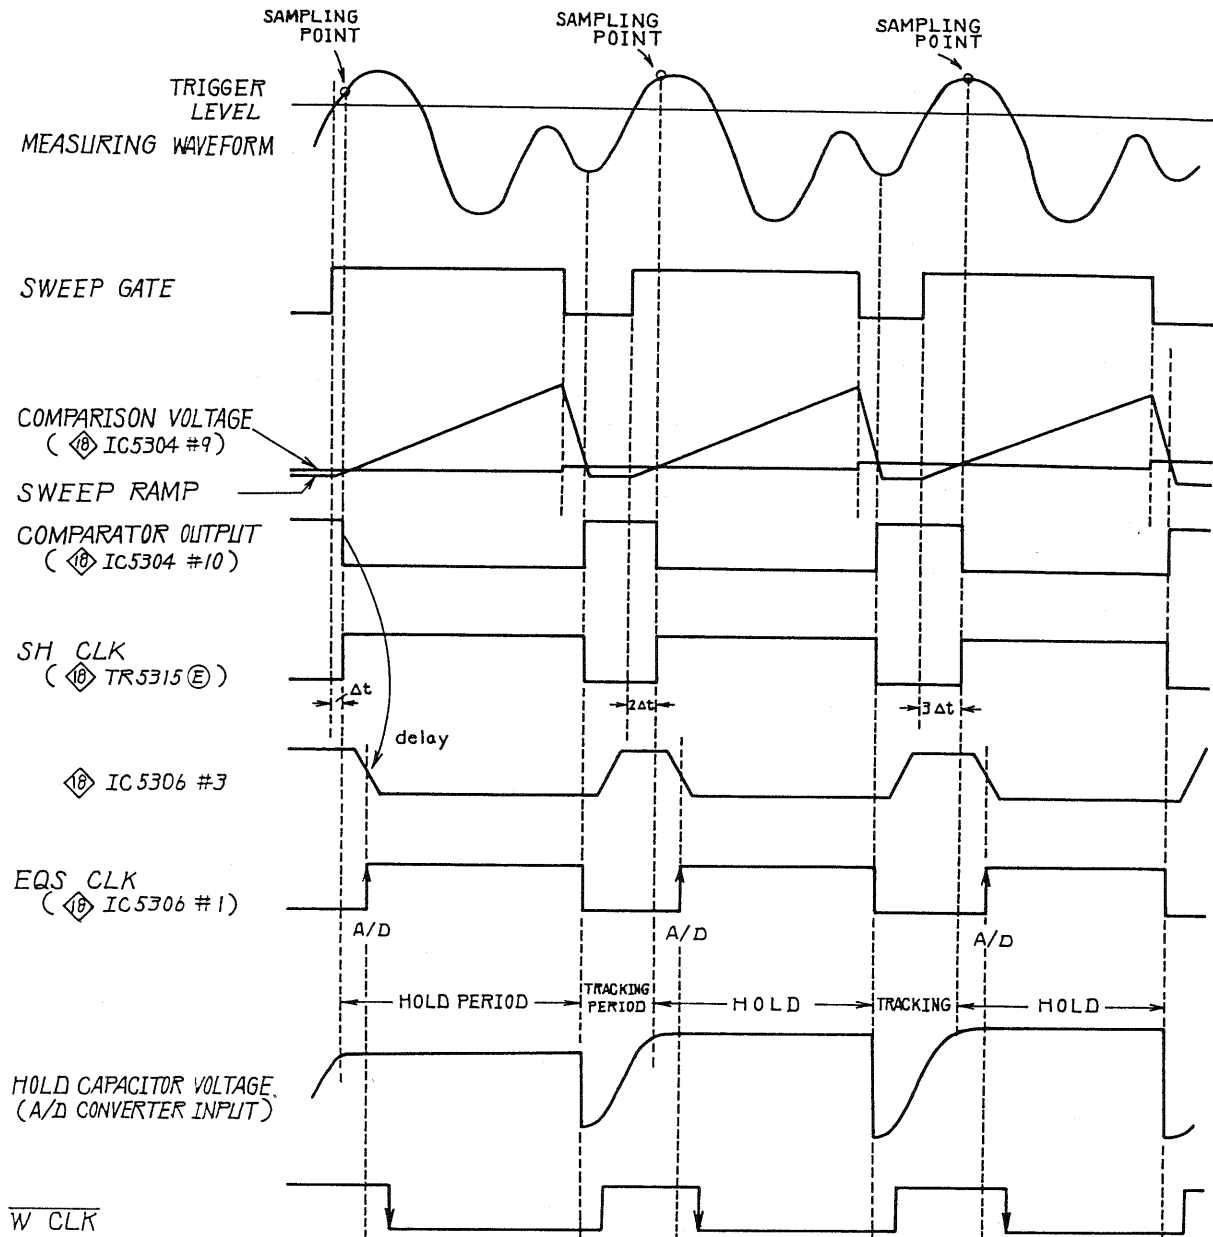 SAMPLING
POINT
SAMPLING
POINT
SAMPLING
POINT
TRIGGER
LEVEL
MEASURING WAVEFORM
SWEEP GATE
COMPARISON VOLTAGE
( 18 IC5304 #9)
SWEEP RAMP
COMPARATOR OUTPUT
( 18 IC5304 #10)
SH CLK
( 18 TR5315 E )
Δt
2Δt
3Δt
delay
18 IC5306 #3
EQS CLK
( 18 IC5306 #1)
A/D
A/D
A/D
HOLD PERIOD
TRACKING
PERIOD
HOLD
TRACKING
HOLD
HOLD CAPACITOR VOLTAGE
(A/D CONVERTER INPUT)
W CLK